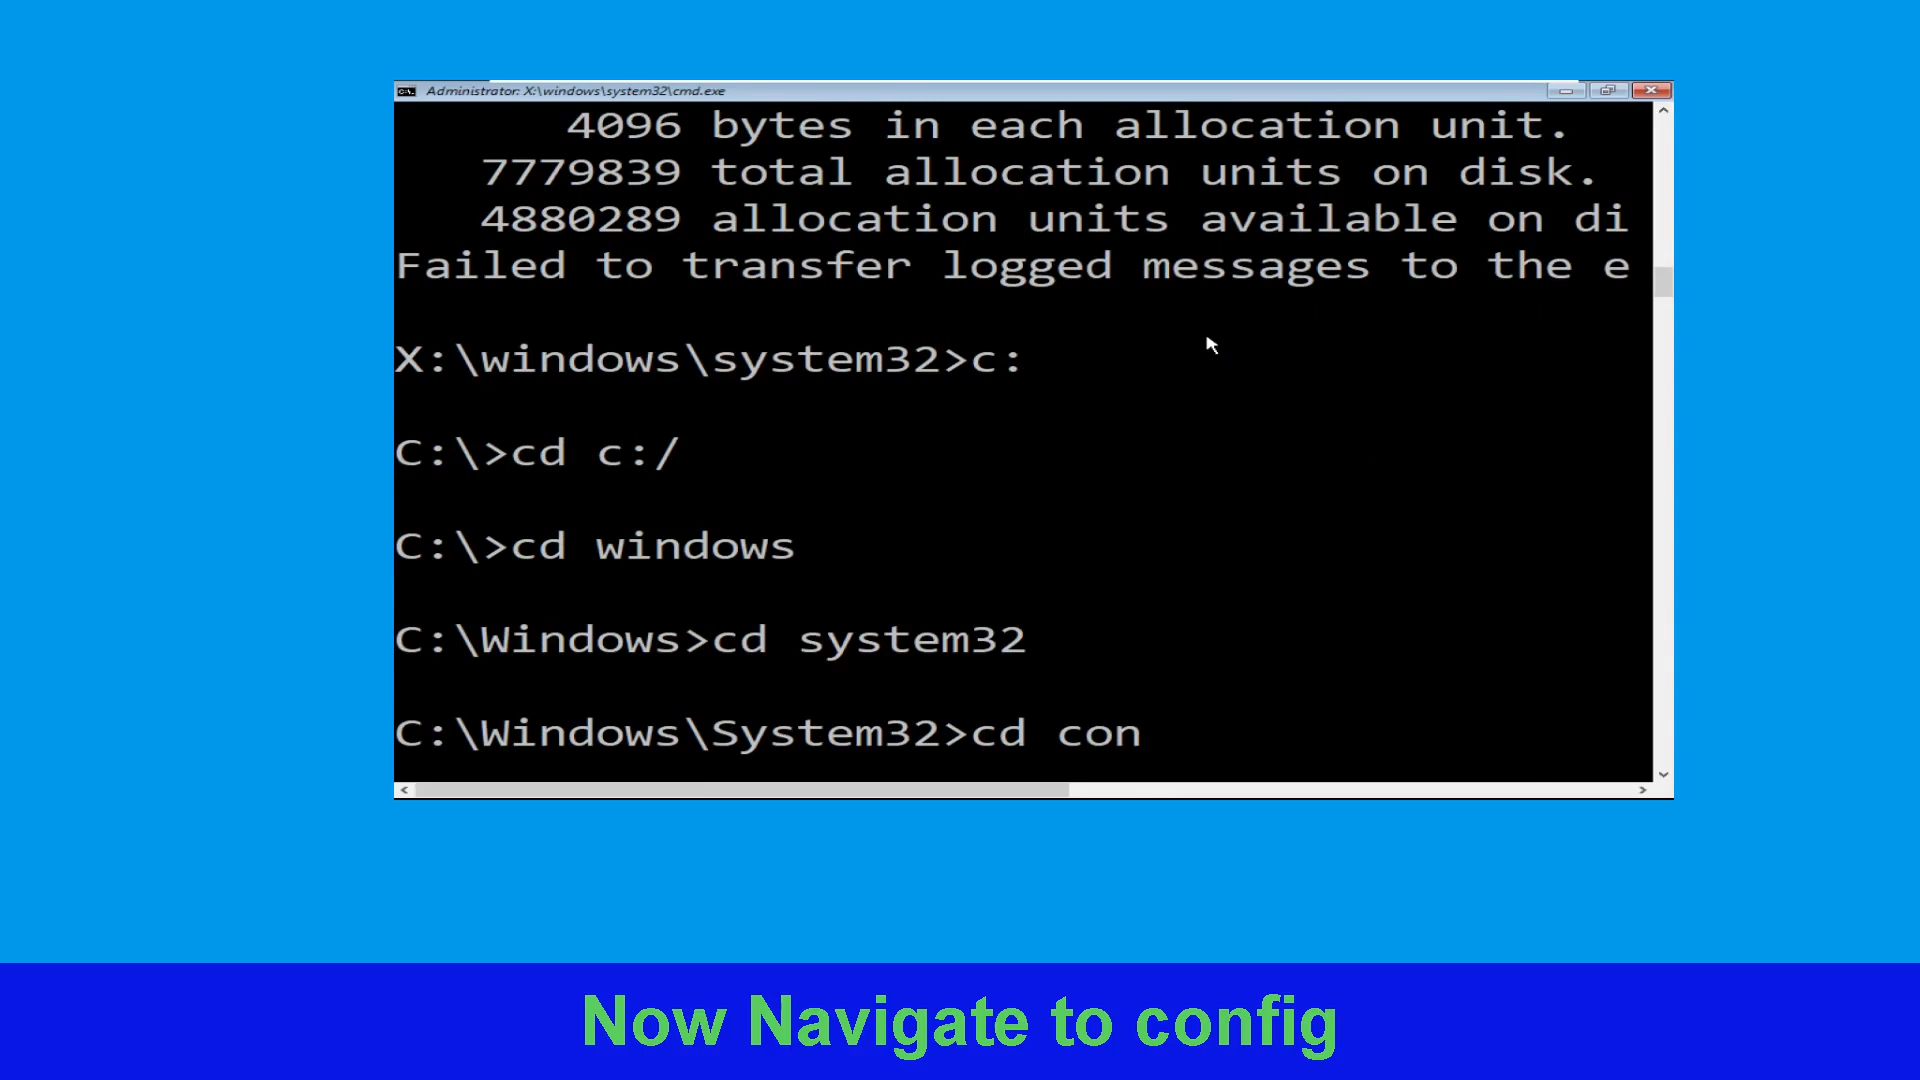 Administrator: X:\windows\system32\cmd.exe
4096 bytes in each allocation unit.
7779839 total allocation units on disk.
4880289 allocation units available on di
Failed to transfer logged messages to the e
X:\windows\system32>c:
C:\>cd c:/
C:\>cd windows
C:\Windows>cd system32
C:\Windows\System32>cd con
Now Navigate to config